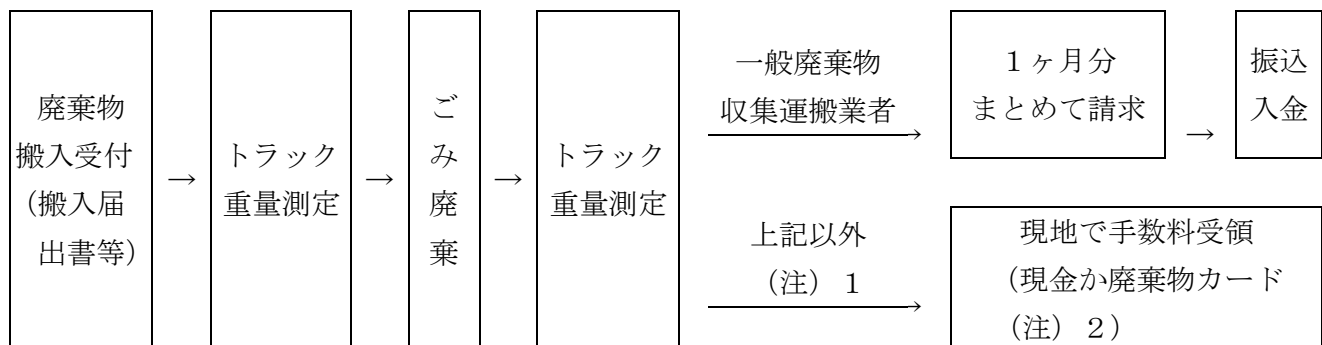 廃棄物
搬入受付
(搬入届
出書等)
→
トラック
重量測定
→
ご
み
廃
棄
→
トラック
重量測定
一般廃棄物
収集運搬業者
１ヶ月分
まとめて請求
→
振込
入金
上記以外
（注）１
現地で手数料受領
（現金か廃棄物カード
（注）２）